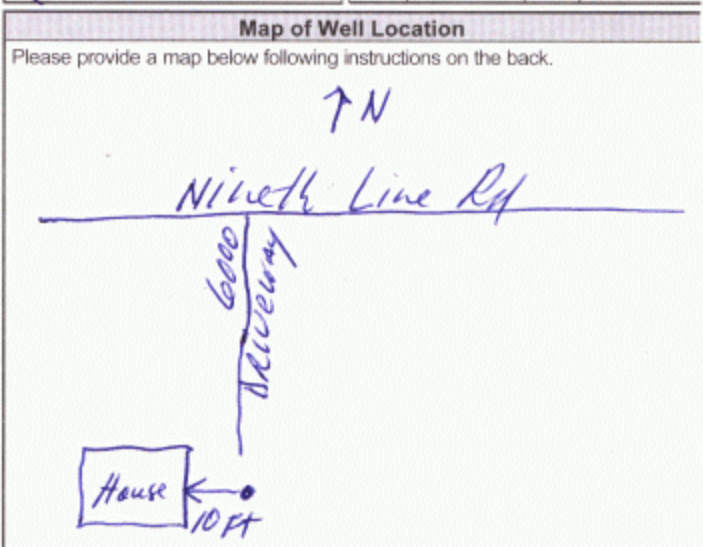 Map of Well Location
Please provide a map below following instructions on the back.
↑ N
Nineth Line Rd
6000
DRIVEWAY
House
10 FT